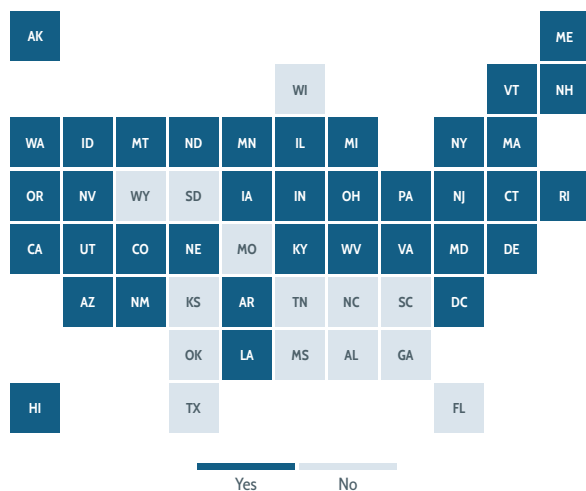 AK ME
WI VT NH
WA ID MT ND MN IL MI NY MA
OR NV WY SD IA IN OH PA NJ CT RI
CA UT CO NE MO KY WV VA MD DE
AZ NM KS AR TN NC SC DC
OK LA MS AL GA
HI TX FL
Yes No